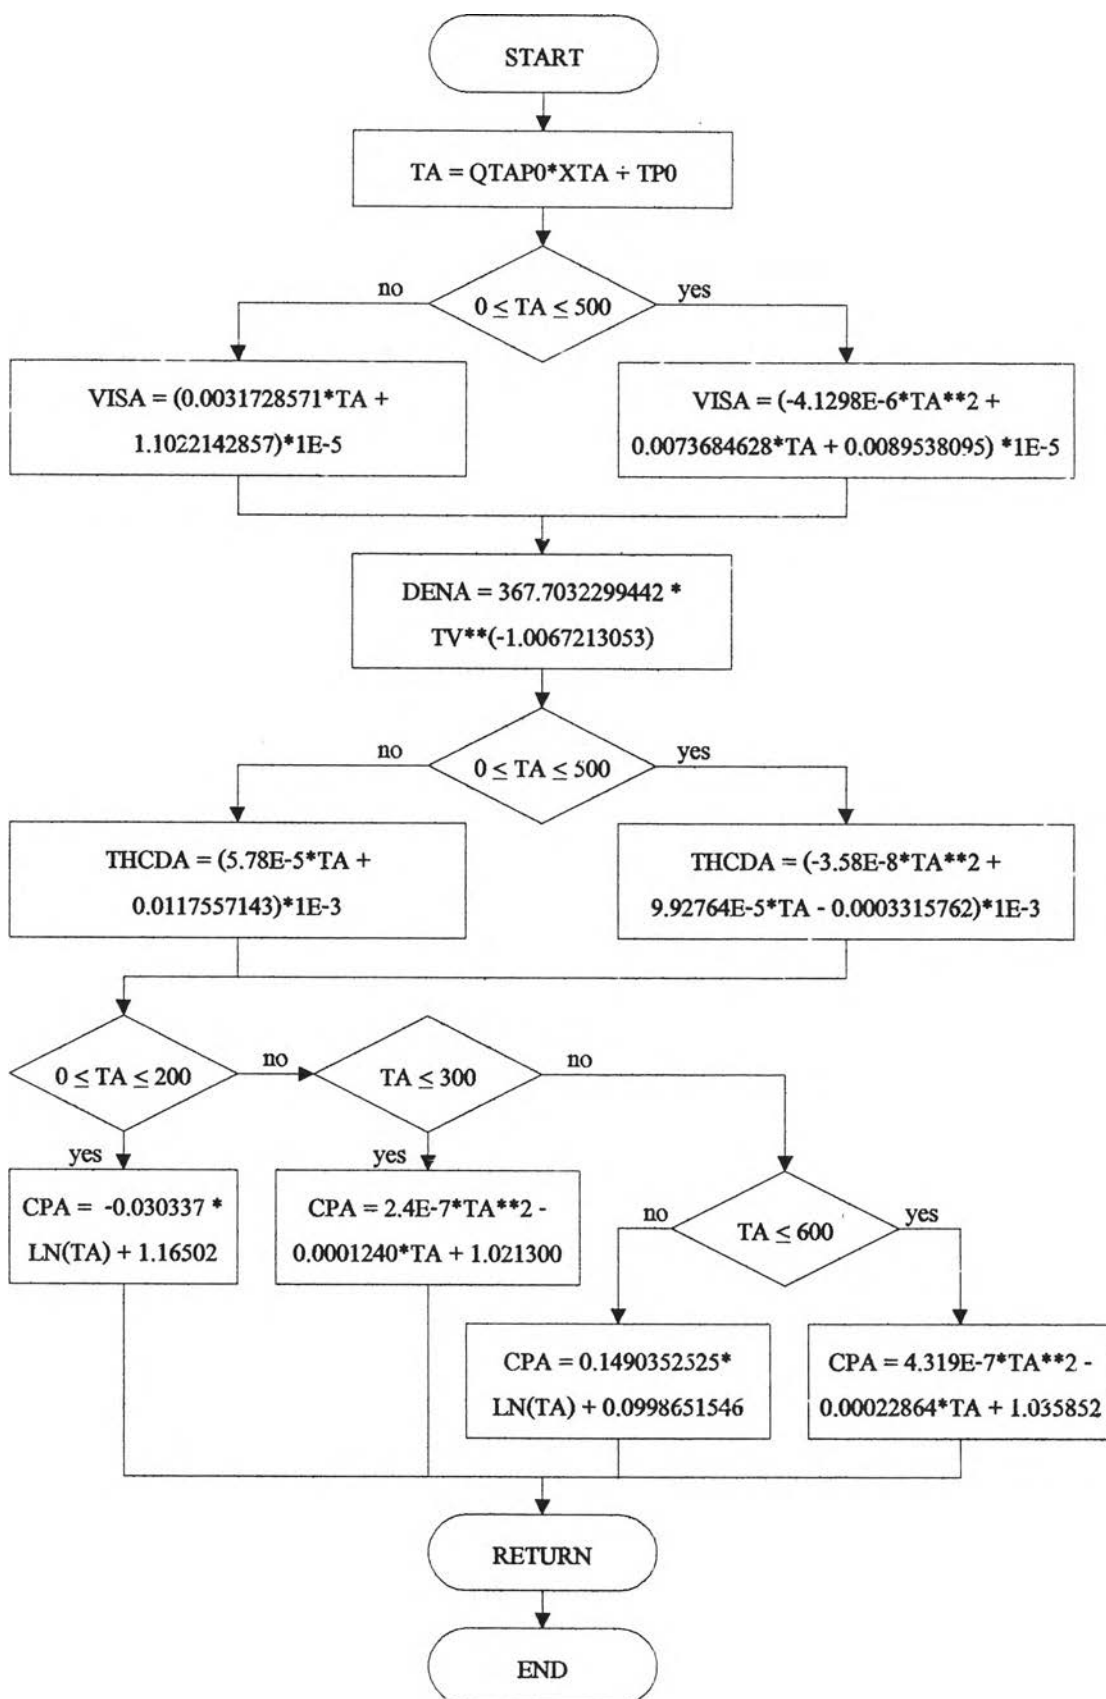 START
TA = QTAP0*XTA + TP0
no
0 ≤ TA ≤ 500
yes
VISA = (0.0031728571*TA +
1.1022142857)*1E-5
VISA = (-4.1298E-6*TA**2 +
0.0073684628*TA + 0.0089538095) *1E-5
DENA = 367.7032299442 *
TV**(-1.0067213053)
no
0 ≤ TA ≤ 500
yes
THCDA = (5.78E-5*TA +
0.0117557143)*1E-3
THCDA = (-3.58E-8*TA**2 +
9.92764E-5*TA - 0.0003315762)*1E-3
0 ≤ TA ≤ 200
no
TA ≤ 300
no
yes
CPA = -0.030337 *
LN(TA) + 1.16502
yes
CPA = 2.4E-7*TA**2 -
0.0001240*TA + 1.021300
no
TA ≤ 600
yes
CPA = 0.1490352525*
LN(TA) + 0.0998651546
CPA = 4.319E-7*TA**2 -
0.00022864*TA + 1.035852
RETURN
END